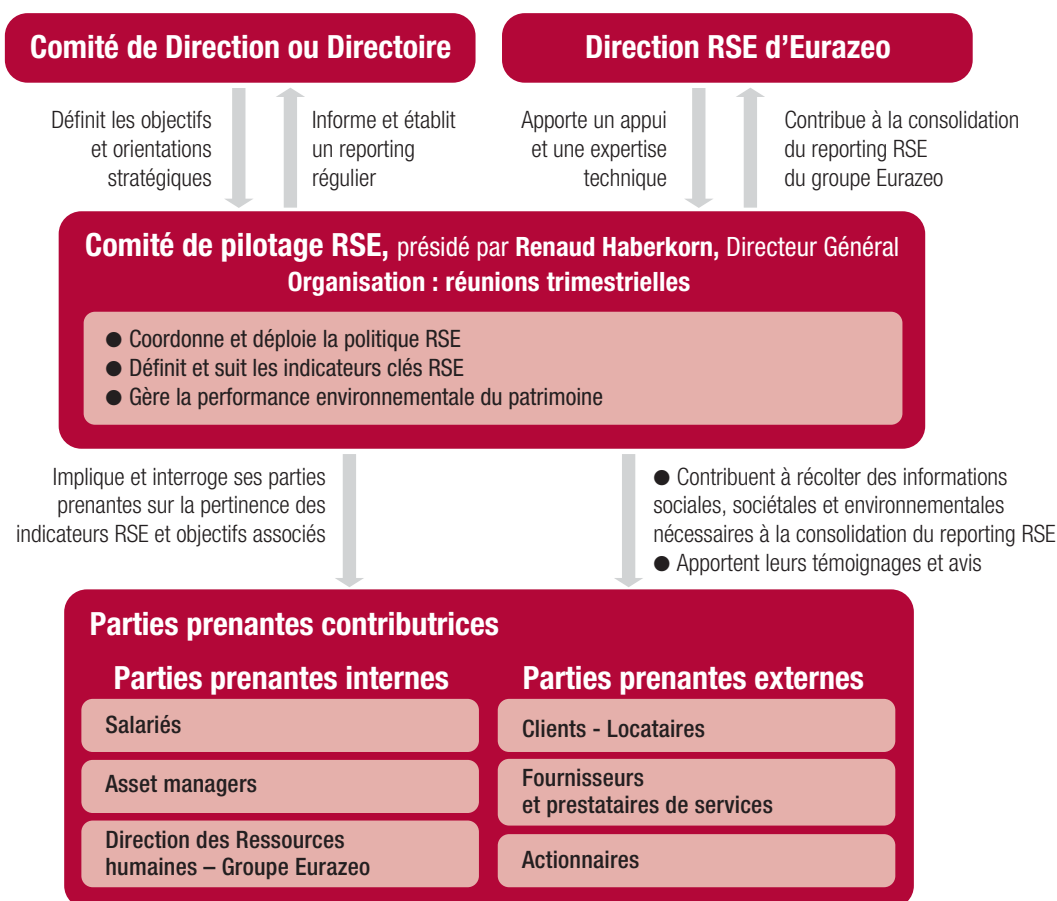 Comité de Direction ou Directoire
Direction RSE d’Eurazeo
Définit les objectifs
et orientations
stratégiques
Informe et établit
un reporting
régulier
Apporte un appui
et une expertise
technique
Contribue à la consolidation
du reporting RSE
du groupe Eurazeo
Comité de pilotage RSE, présidé par Renaud Haberkorn, Directeur Général
Organisation : réunions trimestrielles
● Coordonne et déploie la politique RSE
● Définit et suit les indicateurs clés RSE
● Gère la performance environnementale du patrimoine
Implique et interroge ses parties
prenantes sur la pertinence des
indicateurs RSE et objectifs associés
● Contribuent à récolter des informations
sociales, sociétales et environnementales
nécessaires à la consolidation du reporting RSE
● Apportent leurs témoignages et avis
Parties prenantes contributrices
Parties prenantes internes
Salariés
Asset managers
Direction des Ressources
humaines – Groupe Eurazeo
Parties prenantes externes
Clients - Locataires
Fournisseurs
et prestataires de services
Actionnaires